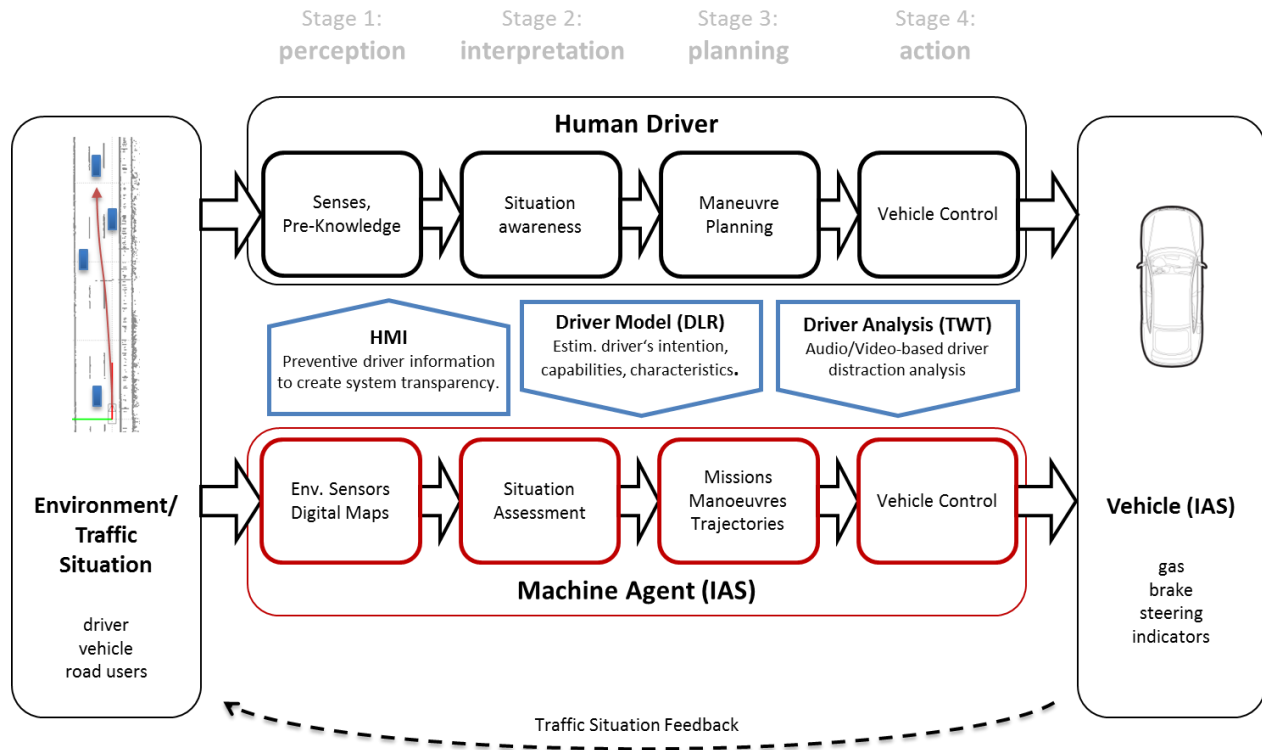 Stage 1:
perception
Stage 2:
interpretation
Stage 3:
planning
Stage 4:
action
Human Driver
Senses,
Pre-Knowledge
Situation
awareness
Maneuvre
Planning
Vehicle Control
HMI
Preventive driver information
to create system transparency.
Driver Model (DLR)
Estim. driver‘s intention,
capabilities, characteristics.
Driver Analysis (TWT)
Audio/Video-based driver
distraction analysis
Env. Sensors
Digital Maps
Situation
Assessment
Missions
Manoeuvres
Trajectories
Vehicle Control
Machine Agent (IAS)
Environment/
Traffic
Situation
driver
vehicle
road users
Vehicle (IAS)
gas
brake
steering
indicators
Traffic Situation Feedback